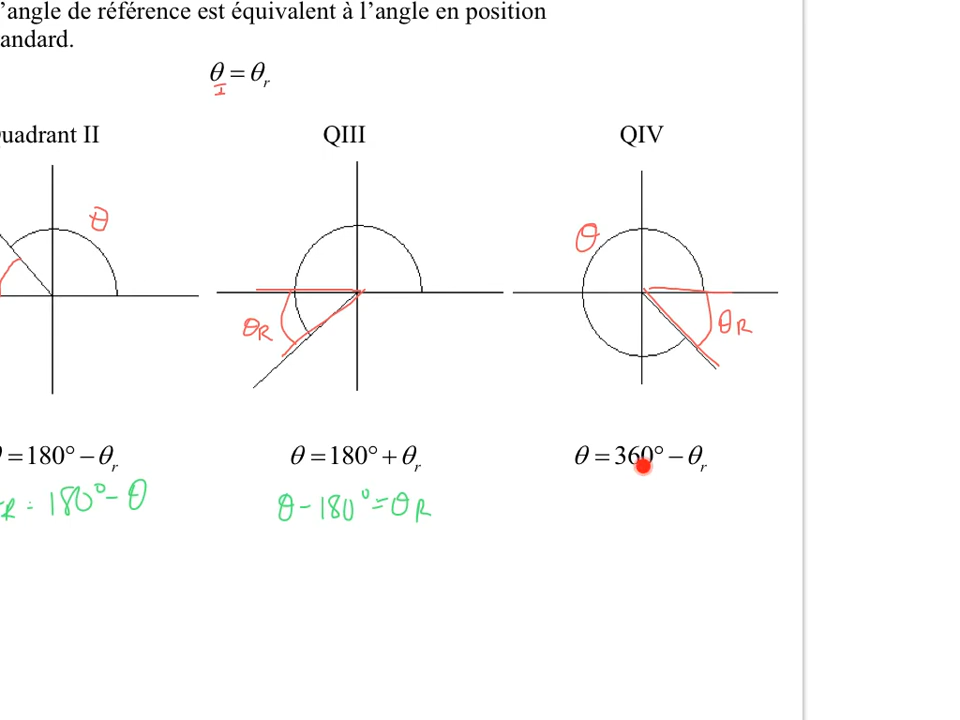 'angle de référence est équivalent à l'angle en position
andard.
θ = θr
uadrant II
QIII
QIV
θ
θ
θR
θR
= 180° − θr
θ = 180° + θr
θ = 360° − θr
R = 180° − θ
θ − 180° = θR